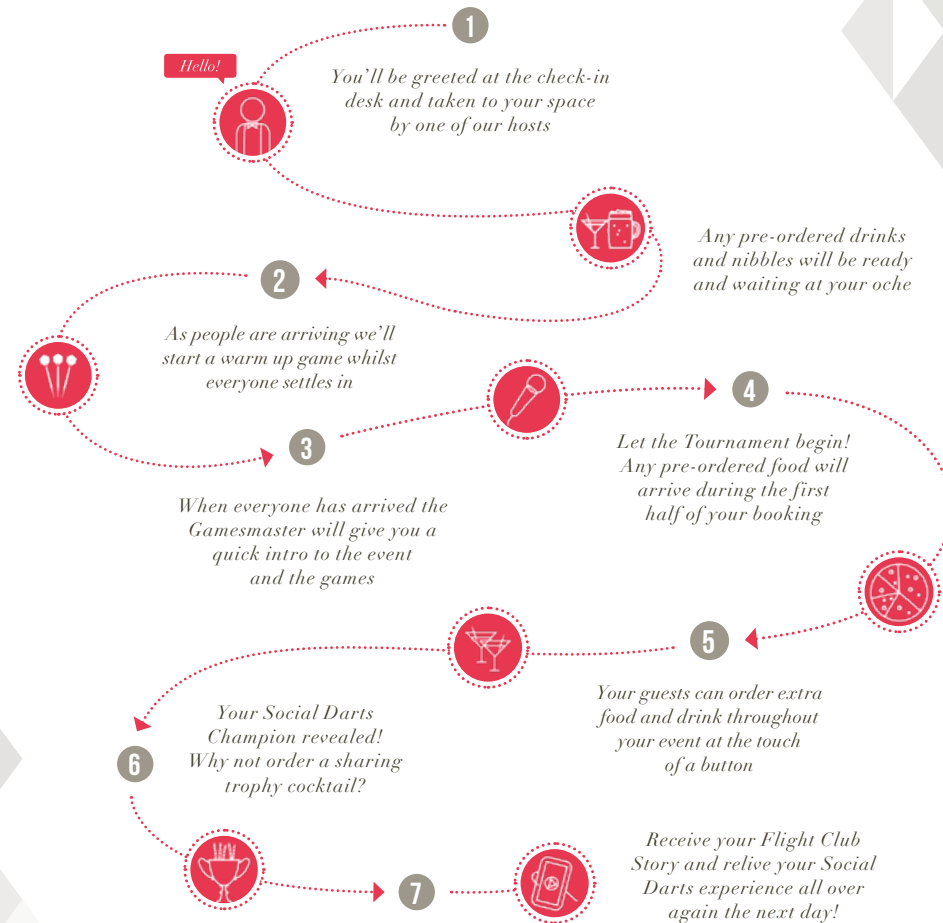 1
Hello!
You'll be greeted at the check-in
desk and taken to your space
by one of our hosts
Any pre-ordered drinks
and nibbles will be ready
and waiting at your oche
2
As people are arriving we'll
start a warm up game whilst
everyone settles in
3
When everyone has arrived the
Gamesmaster will give you a
quick intro to the event
and the games
4
Let the Tournament begin!
Any pre-ordered food will
arrive during the first
half of your booking
5
Your guests can order extra
food and drink throughout
your event at the touch
of a button
6
Your Social Darts
Champion revealed!
Why not order a sharing
trophy cocktail?
7
Receive your Flight Club
Story and relive your Social
Darts experience all over
again the next day!